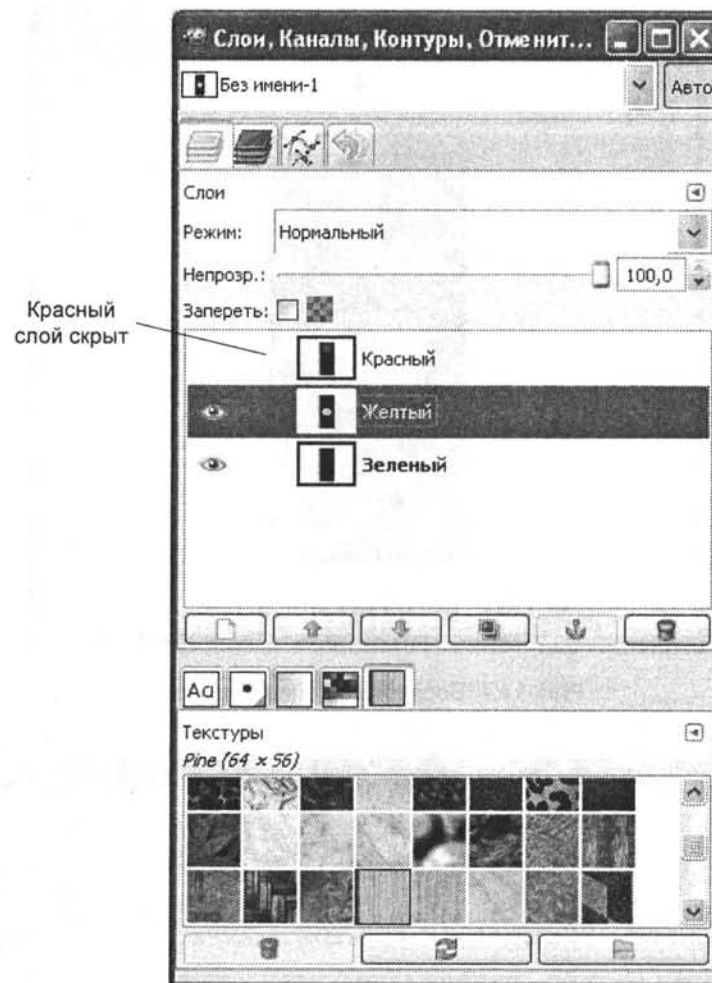 Слои, Каналы, Контуры, Отменит...
Без имени-1
Авто
Слои
Режим: Нормальный
Непрозр.: 100,0
Запереть:
Красный
слой скрыт
Красный
Желтый
Зеленый
Aa
Текстуры
Pine (64 × 56)